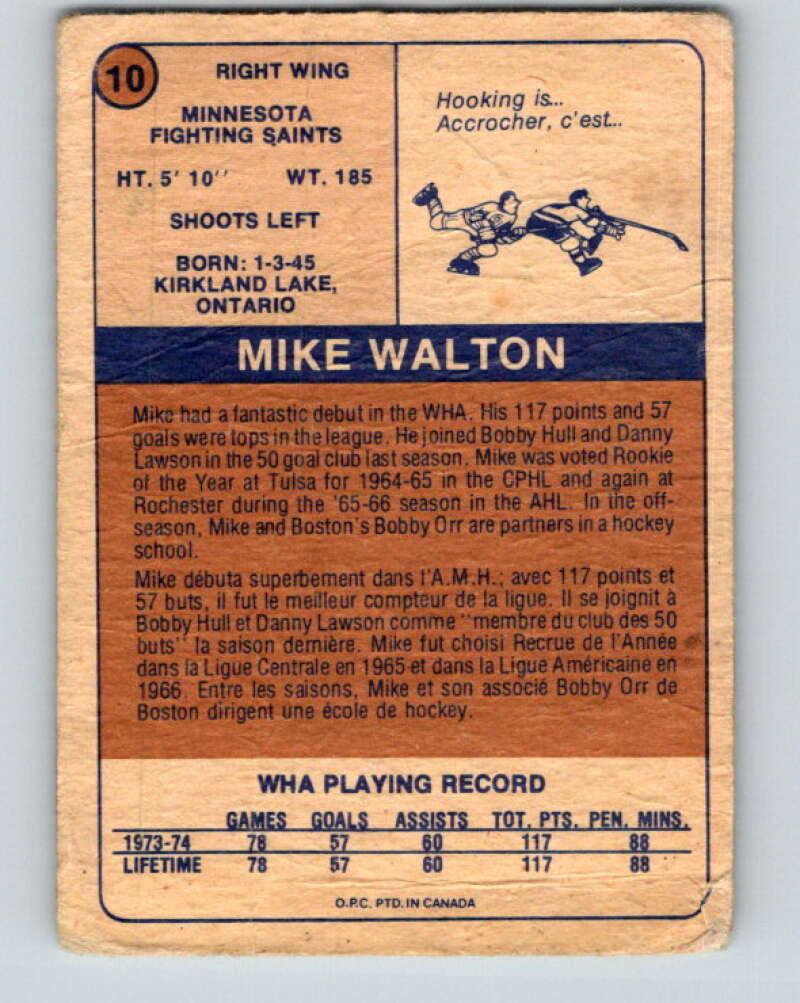 10
RIGHT WING
MINNESOTA
FIGHTING SAINTS
HT. 5' 10'' WT. 185
SHOOTS LEFT
BORN: 1-3-45
KIRKLAND LAKE,
ONTARIO
Hooking is...
Accrocher, c'est...
MIKE WALTON
Mike had a fantastic debut in the WHA. His 117 points and 57
goals were tops in the league. He joined Bobby Hull and Danny
Lawson in the 50 goal club last season. Mike was voted Rookie
of the Year at Tulsa for 1964-65 in the CPHL and again at
Rochester during the '65-66 season in the AHL. In the off-
season, Mike and Boston's Bobby Orr are partners in a hockey
school.
Mike débuta superbement dans l'A.M.H.; avec 117 points et
57 buts, il fut le meilleur compteur de la ligue. Il se joignit à
Bobby Hull et Danny Lawson comme "membre du club des 50
buts" la saison dernière. Mike fut choisi Recrue de l'Année
dans la Ligue Centrale en 1965 et dans la Ligue Américaine en
1966. Entre les saisons, Mike et son associé Bobby Orr de
Boston dirigent une école de hockey.
WHA PLAYING RECORD
GAMES GOALS ASSISTS TOT. PTS. PEN. MINS.
1973-74 78 57 60 117 88
LIFETIME 78 57 60 117 88
O.P.C. PTD. IN CANADA